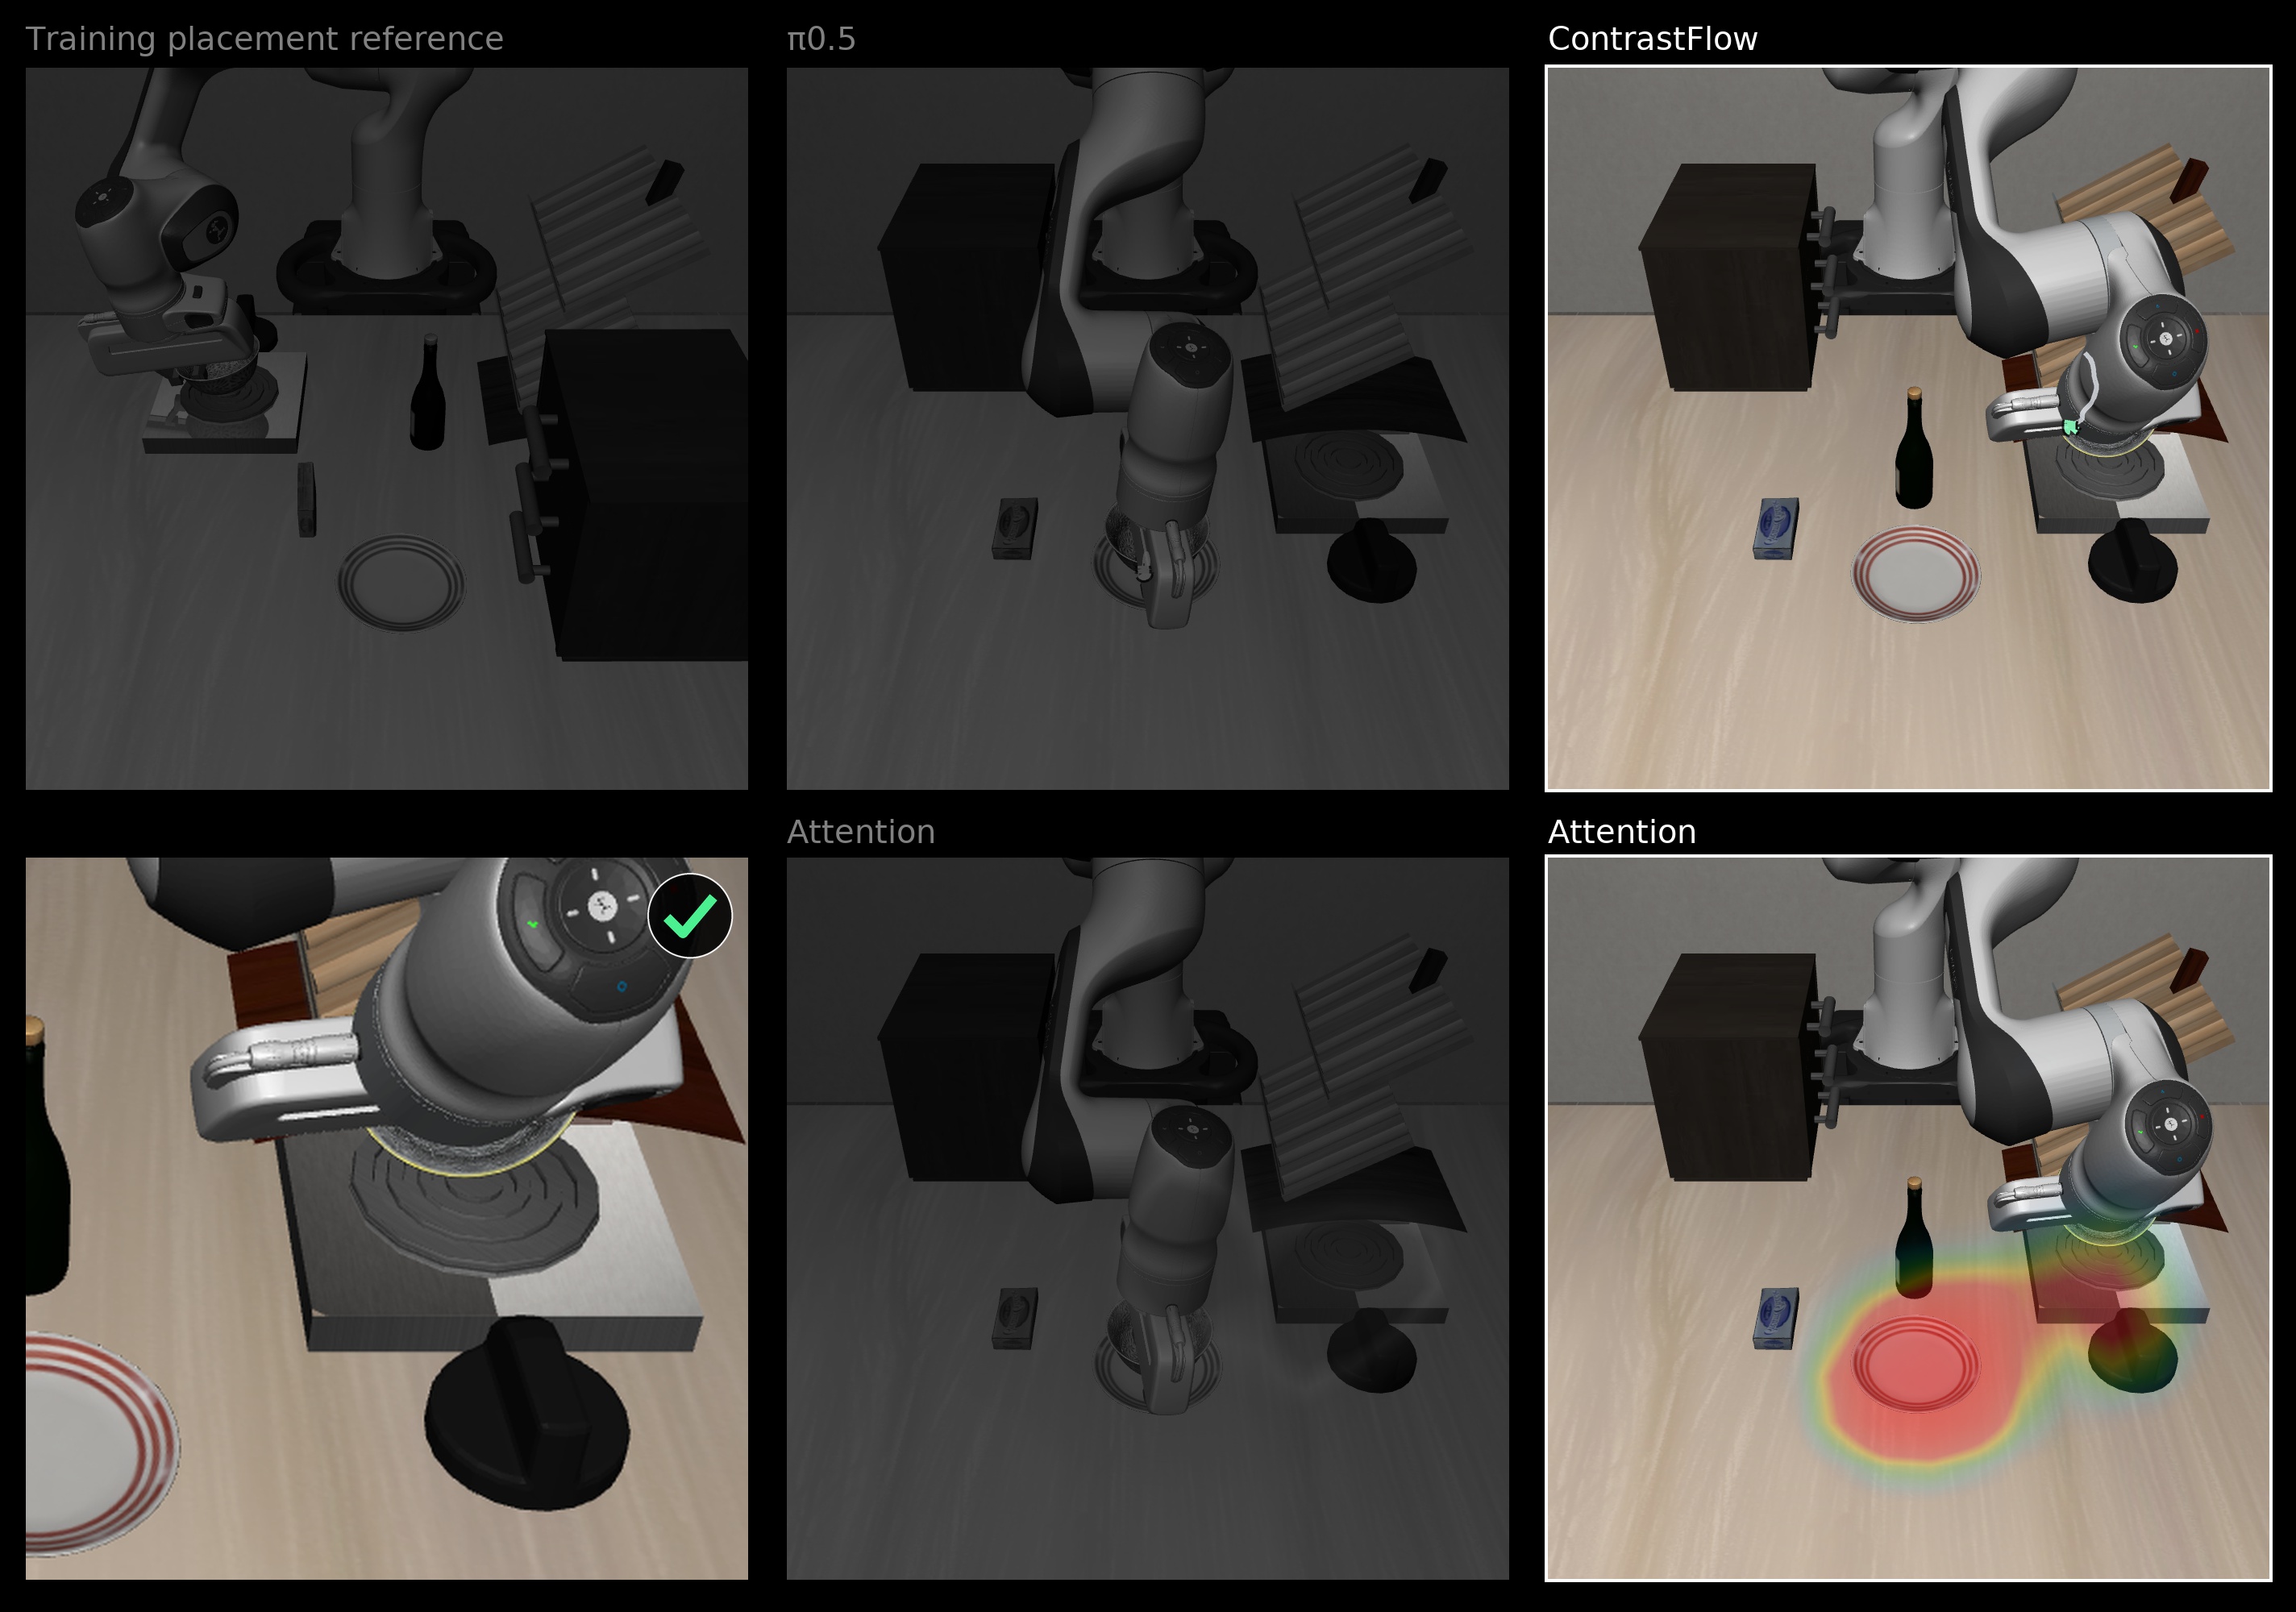 Training placement reference
π0.5
ContrastFlow
Attention
Attention